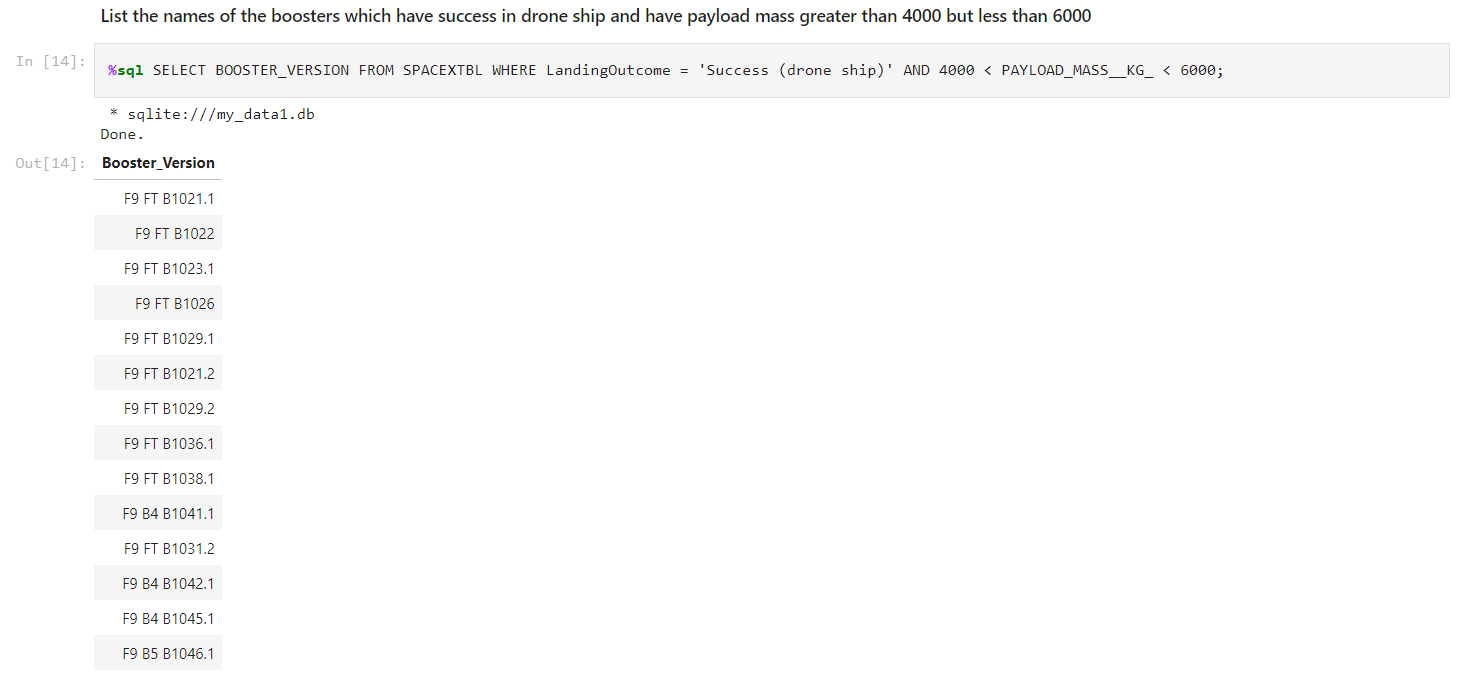 List the names of the boosters which have success in drone ship and have payload mass greater than 4000 but less than 6000
In [14]: %sql SELECT BOOSTER_VERSION FROM SPACEXTBL WHERE LandingOutcome = 'Success (drone ship)' AND 4000 < PAYLOAD_MASS__KG_ < 6000;
* sqlite:///my_data1.db
Done.
Out[14]: Booster_Version
F9 FT B1021.1
F9 FT B1022
F9 FT B1023.1
F9 FT B1026
F9 FT B1029.1
F9 FT B1021.2
F9 FT B1029.2
F9 FT B1036.1
F9 FT B1038.1
F9 B4 B1041.1
F9 FT B1031.2
F9 B4 B1042.1
F9 B4 B1045.1
F9 B5 B1046.1